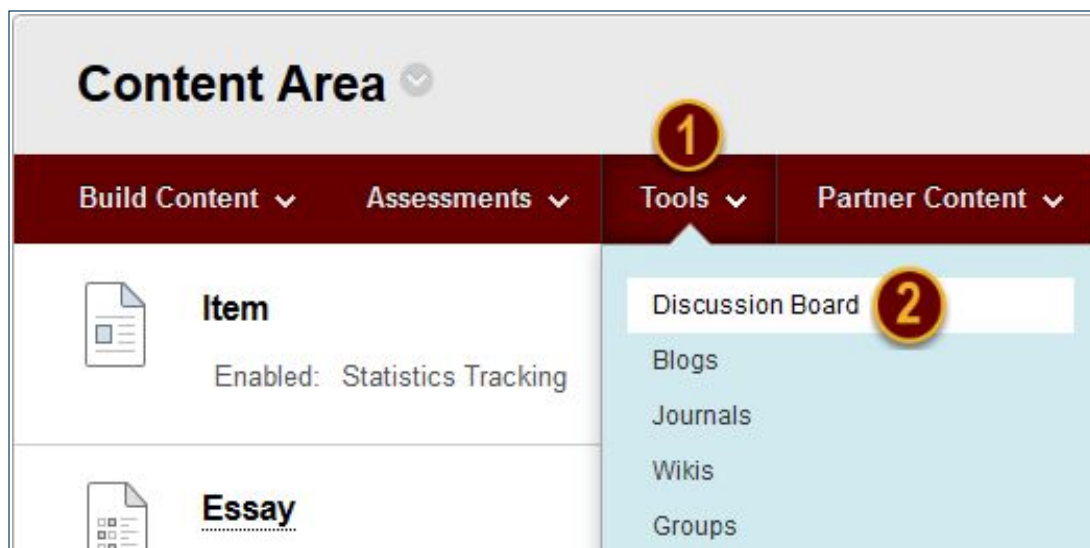 Content Area
1
Build Content Assessments Tools Partner Content
Item
Enabled: Statistics Tracking
Essay
Discussion Board 2
Blogs
Journals
Wikis
Groups